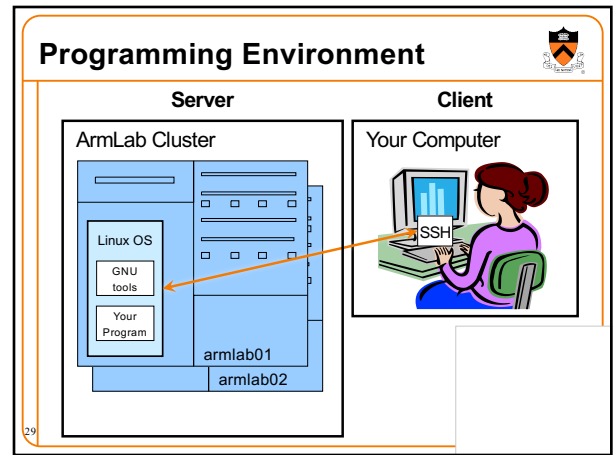 Programming Environment
Server
Client
ArmLab Cluster
Your Computer
Linux OS
GNU
tools
Your
Program
SSH
armlab01
armlab02
29